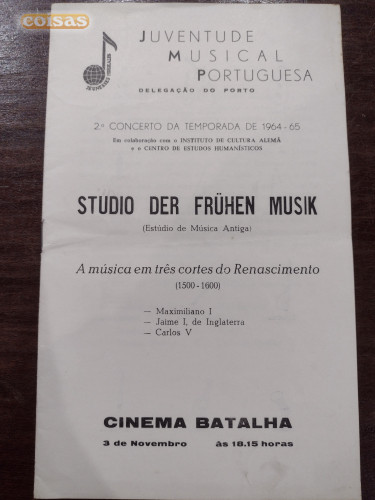 coisas
JUVENTUDE
MUSICAL
PORTUGUESA
DELEGAÇÃO DO PORTO
2.º CONCERTO DA TEMPORADA DE 1964-65
Em colaboração com o INSTITUTO DE CULTURA ALEMÃ
e o CENTRO DE ESTUDOS HUMANÍSTICOS
STUDIO DER FRÜHEN MUSIK
(Estúdio de Música Antiga)
A música em três cortes do Renascimento
(1500-1600)
— Maximiliano I
— Jaime I, de Inglaterra
— Carlos V
CINEMA BATALHA
3 de Novembro às 18.15 horas